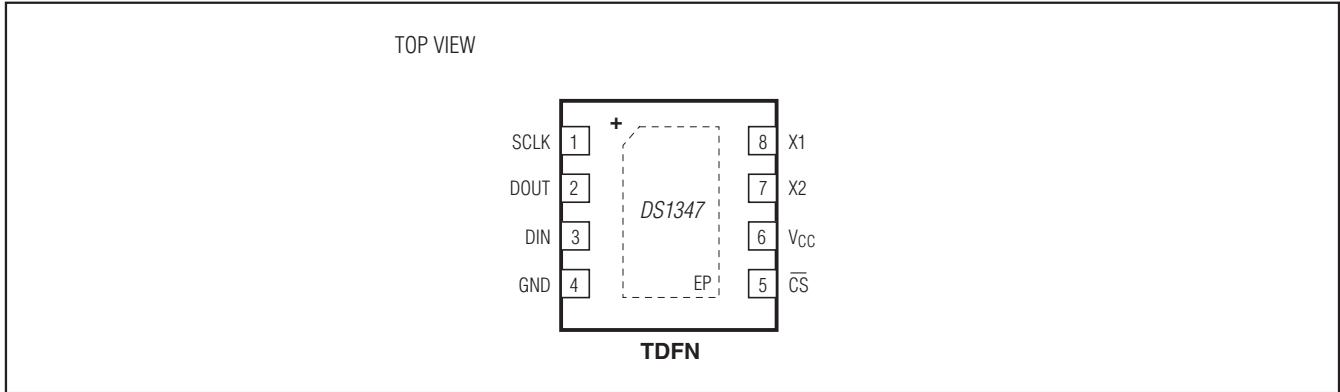 TOP VIEW
+
SCLK 1 8 X1
DOUT 2 7 X2
DS1347
DIN 3 6 VCC
GND 4 EP 5 C̅S̅
TDFN